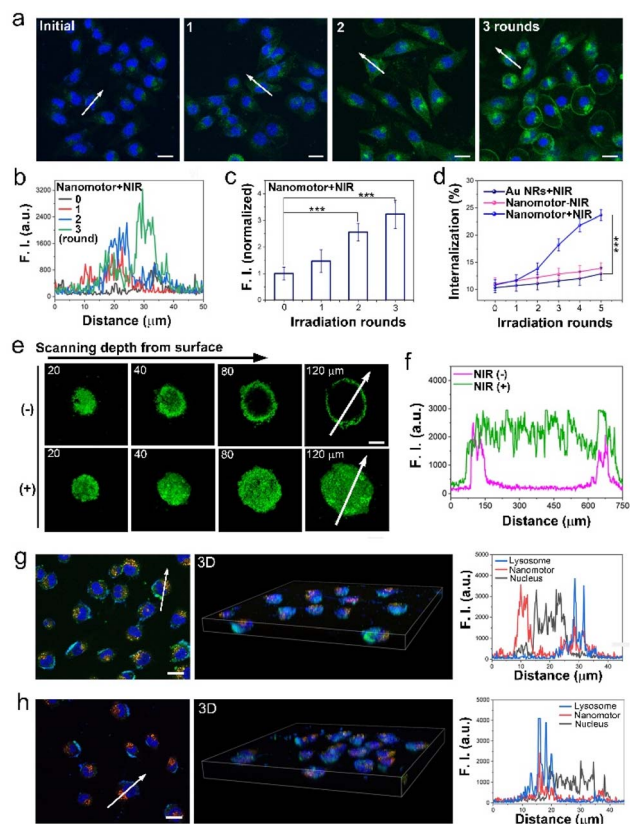 a
Initial
1
2
3 rounds
b
Nanomotor+NIR
0
1
2
3
(round)
F. I. (a.u.)
3200
2400
1600
800
0
0 10 20 30 40 50
Distance (μm)
c
Nanomotor+NIR
***
***
F. I. (normalized)
4
3
2
1
0
0 1 2 3
Irradiation rounds
d
Au NRs+NIR
Nanomotor-NIR
Nanomotor+NIR
***
Internalization (%)
30
25
20
15
10
0 1 2 3 4 5
Irradiation rounds
e Scanning depth from surface
20 40 80 120 μm
(-)
20 40 80 120 μm
(+)
f
NIR (-)
NIR (+)
F. I. (a.u.)
4000
3000
2000
1000
0
0 150 300 450 600 750
Distance (μm)
g
3D
Lysosome
Nanomotor
Nucleus
F. I. (a.u.)
5000
4000
3000
2000
1000
0
0 10 20 30 40
Distance (μm)
h
3D
Lysosome
Nanomotor
Nucleus
F. I. (a.u.)
5000
4000
3000
2000
1000
0
0 10 20 30 40
Distance (μm)